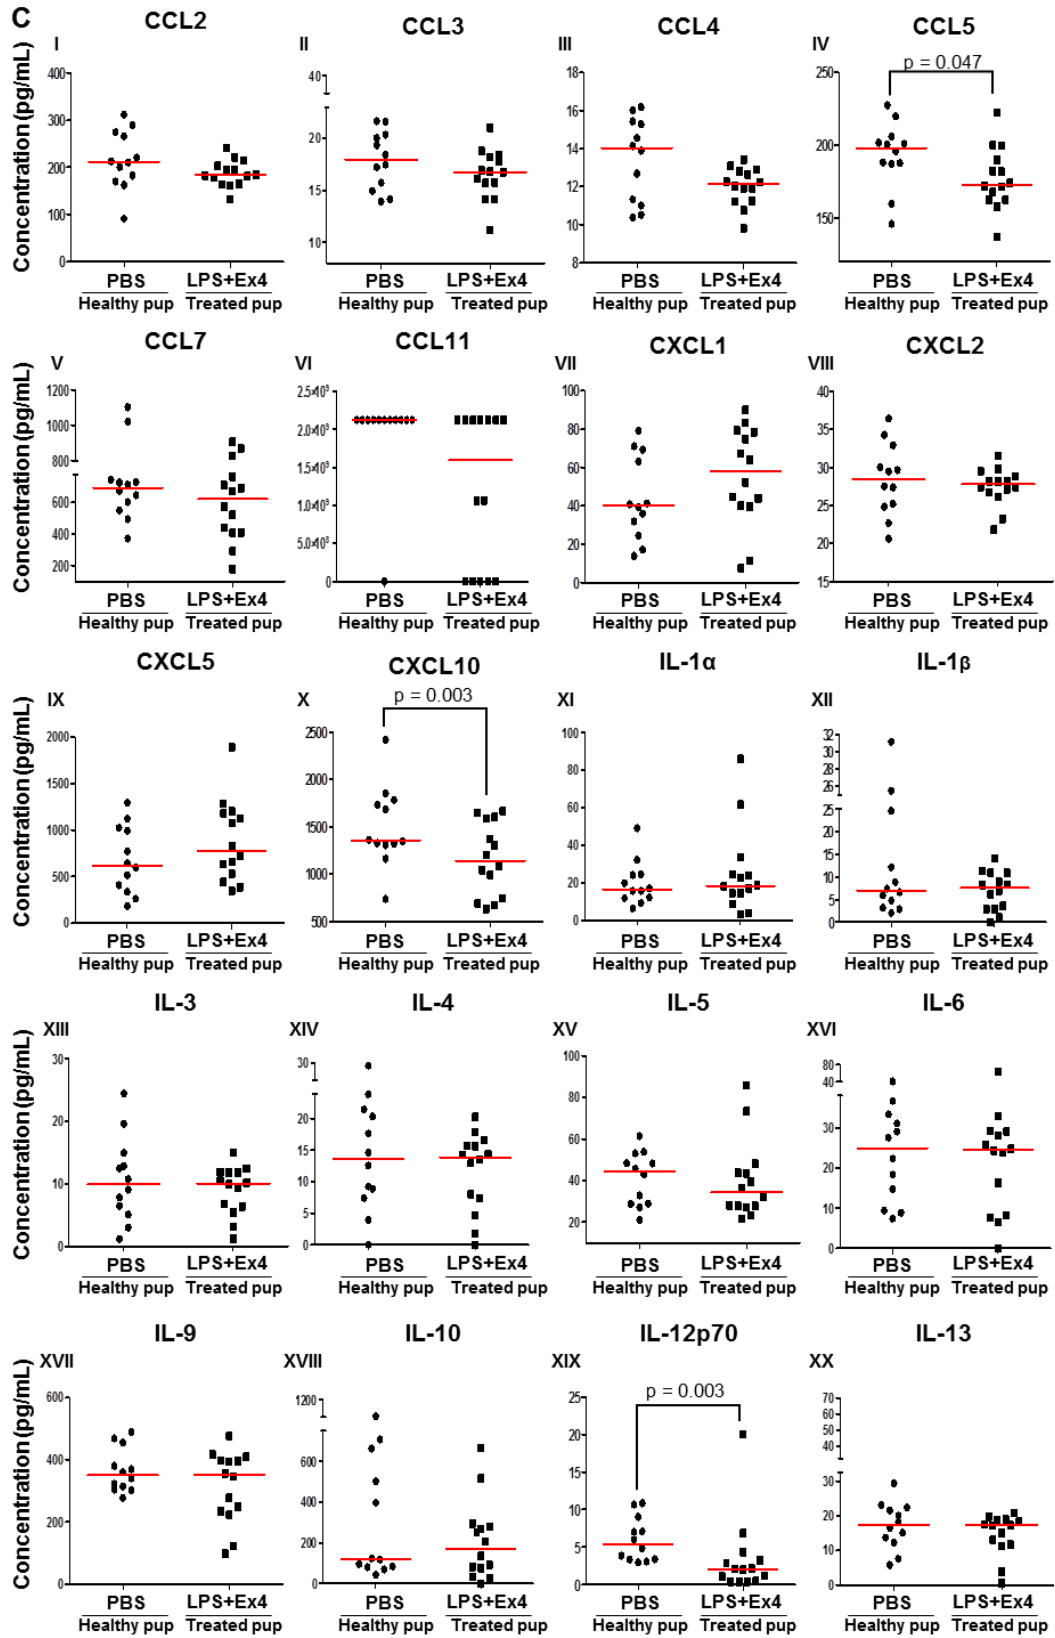 C
CCL2 CCL3 CCL4 CCL5
I II III IV
p = 0.047
Concentration (pg/mL)
400 300 200 100 0
40 20 15 10
18 16 14 12 10 8
250 200 150
PBS LPS+Ex4 PBS LPS+Ex4 PBS LPS+Ex4 PBS LPS+Ex4
Healthy pup Treated pup Healthy pup Treated pup Healthy pup Treated pup Healthy pup Treated pup
CCL7 CCL11 CXCL1 CXCL2
V VI VII VIII
Concentration (pg/mL)
1200 1000 800 600 400 200
0
100 80 60 40 20 0
40 35 30 25 20 15
PBS LPS+Ex4 PBS LPS+Ex4 PBS LPS+Ex4 PBS LPS+Ex4
Healthy pup Treated pup Healthy pup Treated pup Healthy pup Treated pup Healthy pup Treated pup
CXCL5 CXCL10 IL-1α IL-1β
IX X XI XII
p = 0.003
Concentration (pg/mL)
2000 1500 1000 500 0
2500 2000 1500 1000 500
100 80 60 40 20 0
32 30 28 26 20 15 10 5 0
PBS LPS+Ex4 PBS LPS+Ex4 PBS LPS+Ex4 PBS LPS+Ex4
Healthy pup Treated pup Healthy pup Treated pup Healthy pup Treated pup Healthy pup Treated pup
IL-3 IL-4 IL-5 IL-6
XIII XIV XV XVI
Concentration (pg/mL)
30 20 10 0
30 20 15 10 5 0
100 80 60 40 20
80 40 30 20 10 0
PBS LPS+Ex4 PBS LPS+Ex4 PBS LPS+Ex4 PBS LPS+Ex4
Healthy pup Treated pup Healthy pup Treated pup Healthy pup Treated pup Healthy pup Treated pup
IL-9 IL-10 IL-12p70 IL-13
XVII XVIII XIX XX
p = 0.003
Concentration (pg/mL)
600 400 200 0
1200 600 400 200 0
25 20 15 10 5 0
70 60 50 40 30 20 10 0
PBS LPS+Ex4 PBS LPS+Ex4 PBS LPS+Ex4 PBS LPS+Ex4
Healthy pup Treated pup Healthy pup Treated pup Healthy pup Treated pup Healthy pup Treated pup